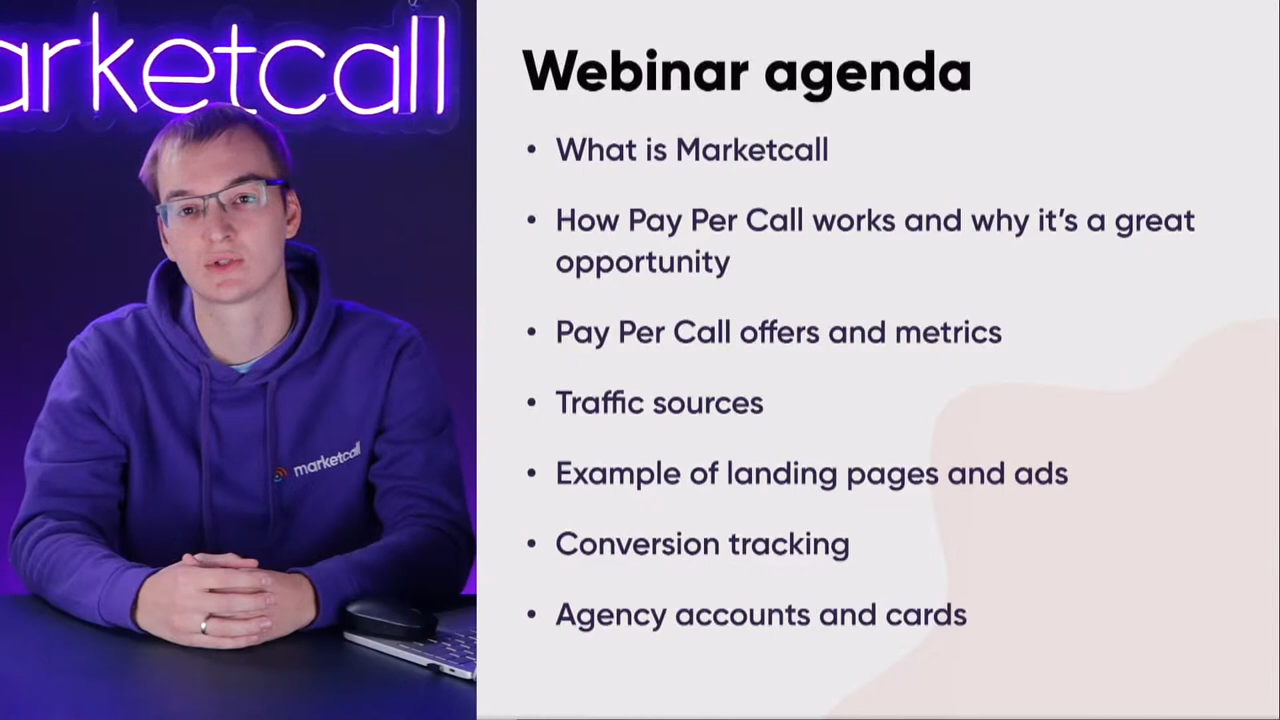 arketcall
marketcall
Webinar agenda
• What is Marketcall
• How Pay Per Call works and why it's a great
opportunity
• Pay Per Call offers and metrics
• Traffic sources
• Example of landing pages and ads
• Conversion tracking
• Agency accounts and cards